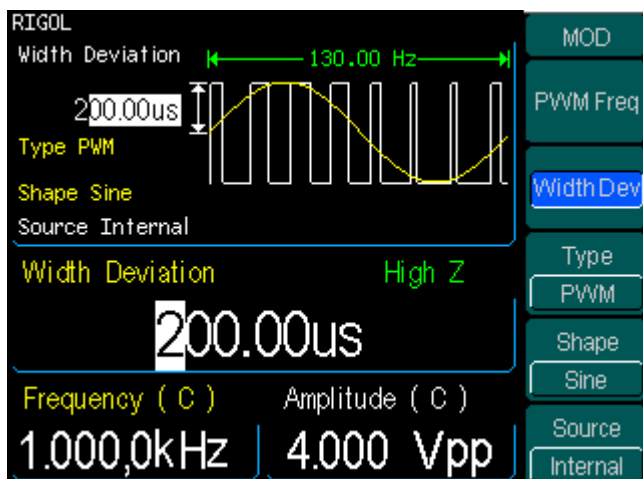 RIGOL
Width Deviation
130.00 Hz
200.00us
Type PWM
Shape Sine
Source Internal
Width Deviation
High Z
200.00us
Frequency ( C )
Amplitude ( C )
1.000,0kHz
4.000 Vpp
MOD
PWM Freq
Width Dev
Type
PWM
Shape
Sine
Source
Internal